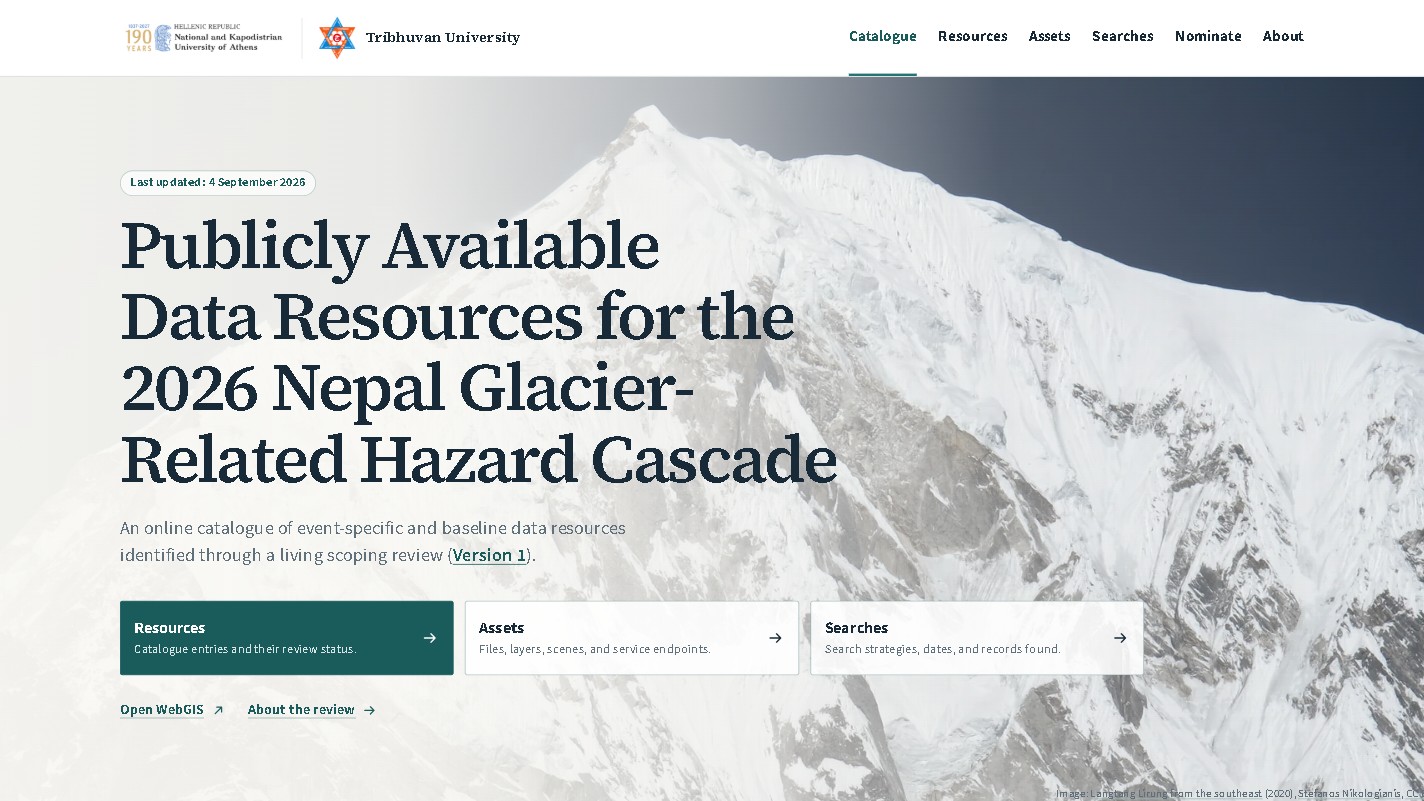 1837-2027
190
YEARS
HELLENIC REPUBLIC
National and Kapodistrian
University of Athens
Tribhuvan University
Catalogue
Resources
Assets
Searches
Nominate
About
Last updated: 4 September 2026
Publicly Available
Data Resources for the
2026 Nepal Glacier-
Related Hazard Cascade
An online catalogue of event-specific and baseline data resources
identified through a living scoping review (Version 1).
Resources
Catalogue entries and their review status.
Assets
Files, layers, scenes, and service endpoints.
Searches
Search strategies, dates, and records found.
Open WebGIS ↗
About the review →
Image: Langtang Lirung from the southeast (2020), Stefanos Nikologianis, CC